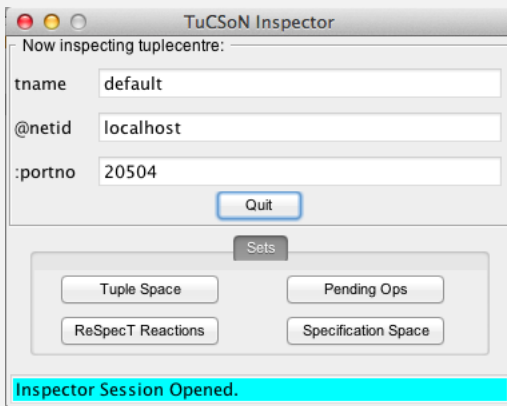 TuCSoN Inspector
Now inspecting tuplecentre:
tname default
@netid localhost
:portno 20504
Quit
Sets
Tuple Space Pending Ops
ReSpecT Reactions Specification Space
Inspector Session Opened.